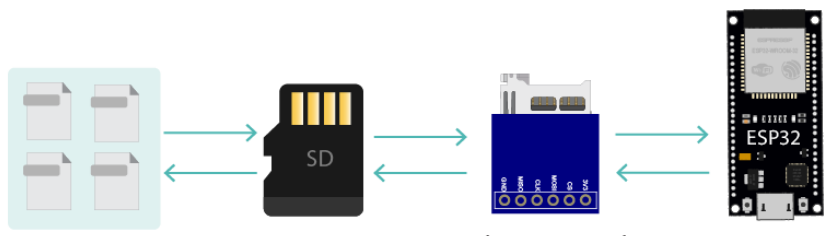 SD
GND
MISO
CLK
MOSI
CS
3V3
ESP32